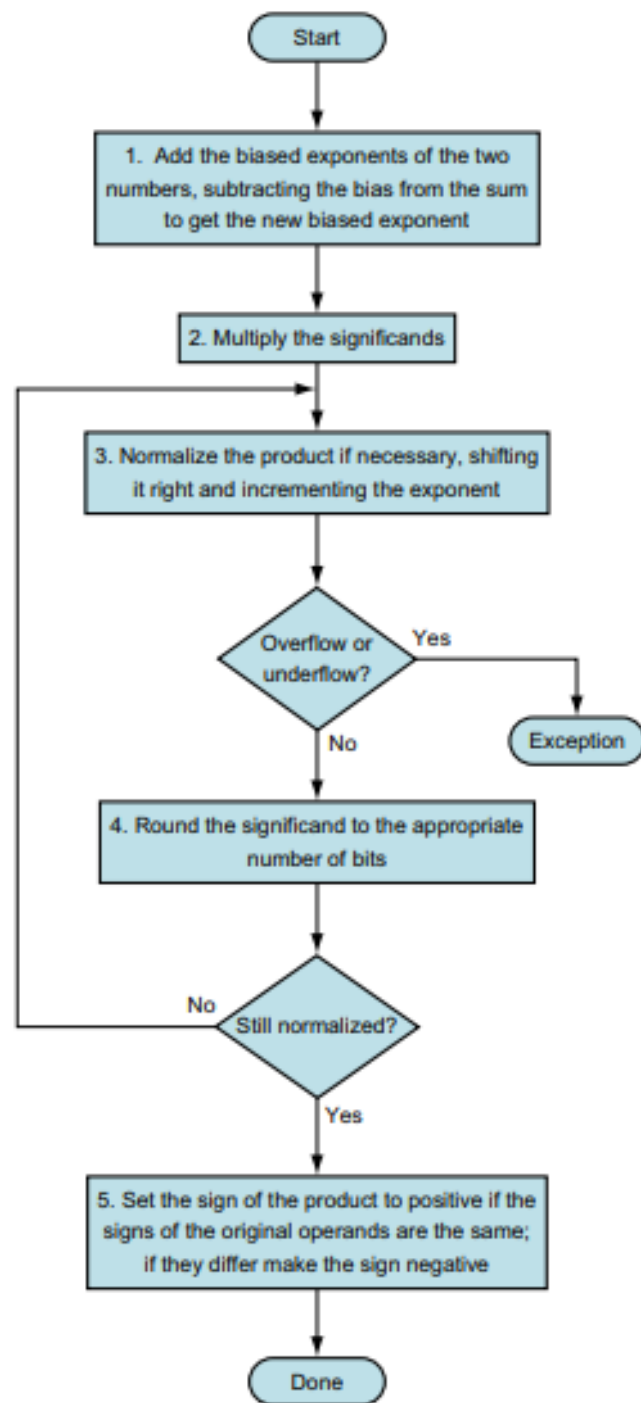 Start
1. Add the biased exponents of the two
numbers, subtracting the bias from the sum
to get the new biased exponent
2. Multiply the significands
3. Normalize the product if necessary, shifting
it right and incrementing the exponent
Overflow or
underflow?
Yes
No
Exception
4. Round the significand to the appropriate
number of bits
No
Still normalized?
Yes
5. Set the sign of the product to positive if the
signs of the original operands are the same;
if they differ make the sign negative
Done